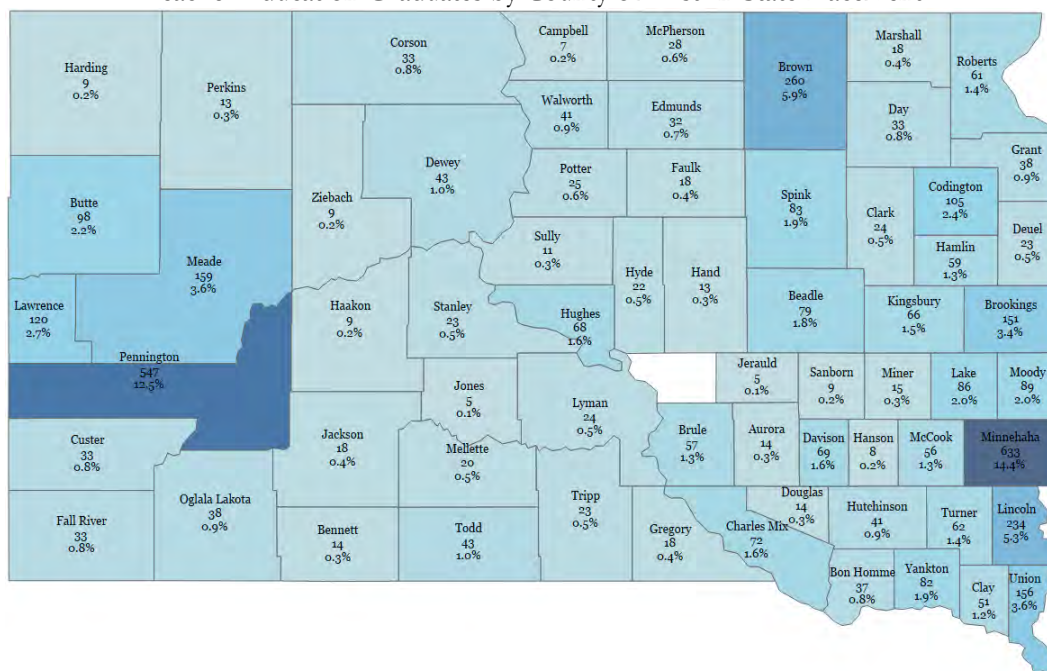 Education Graduates by County of
Harding
9
0.2%
Perkins
13
0.3%
Corson
33
0.8%
Campbell
7
0.2%
McPherson
28
0.6%
Brown
260
5.9%
Marshall
18
0.4%
Roberts
61
1.4%
Walworth
41
0.9%
Edmunds
32
0.7%
Day
33
0.8%
Grant
38
0.9%
Butte
98
2.2%
Meade
159
3.6%
Ziebach
9
0.2%
Dewey
43
1.0%
Potter
25
0.6%
Faulk
18
0.4%
Spink
83
1.9%
Clark
24
0.5%
Codington
105
2.4%
Deuel
23
0.5%
Hamlin
59
1.3%
Sully
11
0.3%
Hyde
22
0.5%
Hand
13
0.3%
Lawrence
120
2.7%
Haakon
9
0.2%
Stanley
23
0.5%
Hughes
68
1.6%
Beadle
79
1.8%
Kingsbury
66
1.5%
Brookings
151
3.4%
Pennington
547
12.5%
Jones
5
0.1%
Lyman
24
0.5%
Jerauld
5
0.1%
Sanborn
9
0.2%
Miner
15
0.3%
Lake
86
2.0%
Moody
89
2.0%
Custer
33
0.8%
Jackson
18
0.4%
Mellette
20
0.5%
Brule
57
1.3%
Aurora
14
0.3%
Davison
69
1.6%
Hanson
8
0.2%
McCook
56
1.3%
Minnehaha
633
14.4%
Fall River
33
0.8%
Oglala Lakota
38
0.9%
Bennett
14
0.3%
Todd
43
1.0%
Tripp
23
0.5%
Gregory
18
0.4%
Charles Mix
72
1.6%
Douglas
14
0.3%
Hutchinson
41
0.9%
Turner
62
1.4%
Lincoln
234
5.3%
Bon Homme
37
0.8%
Yankton
82
1.9%
Clay
51
1.2%
Union
156
3.6%